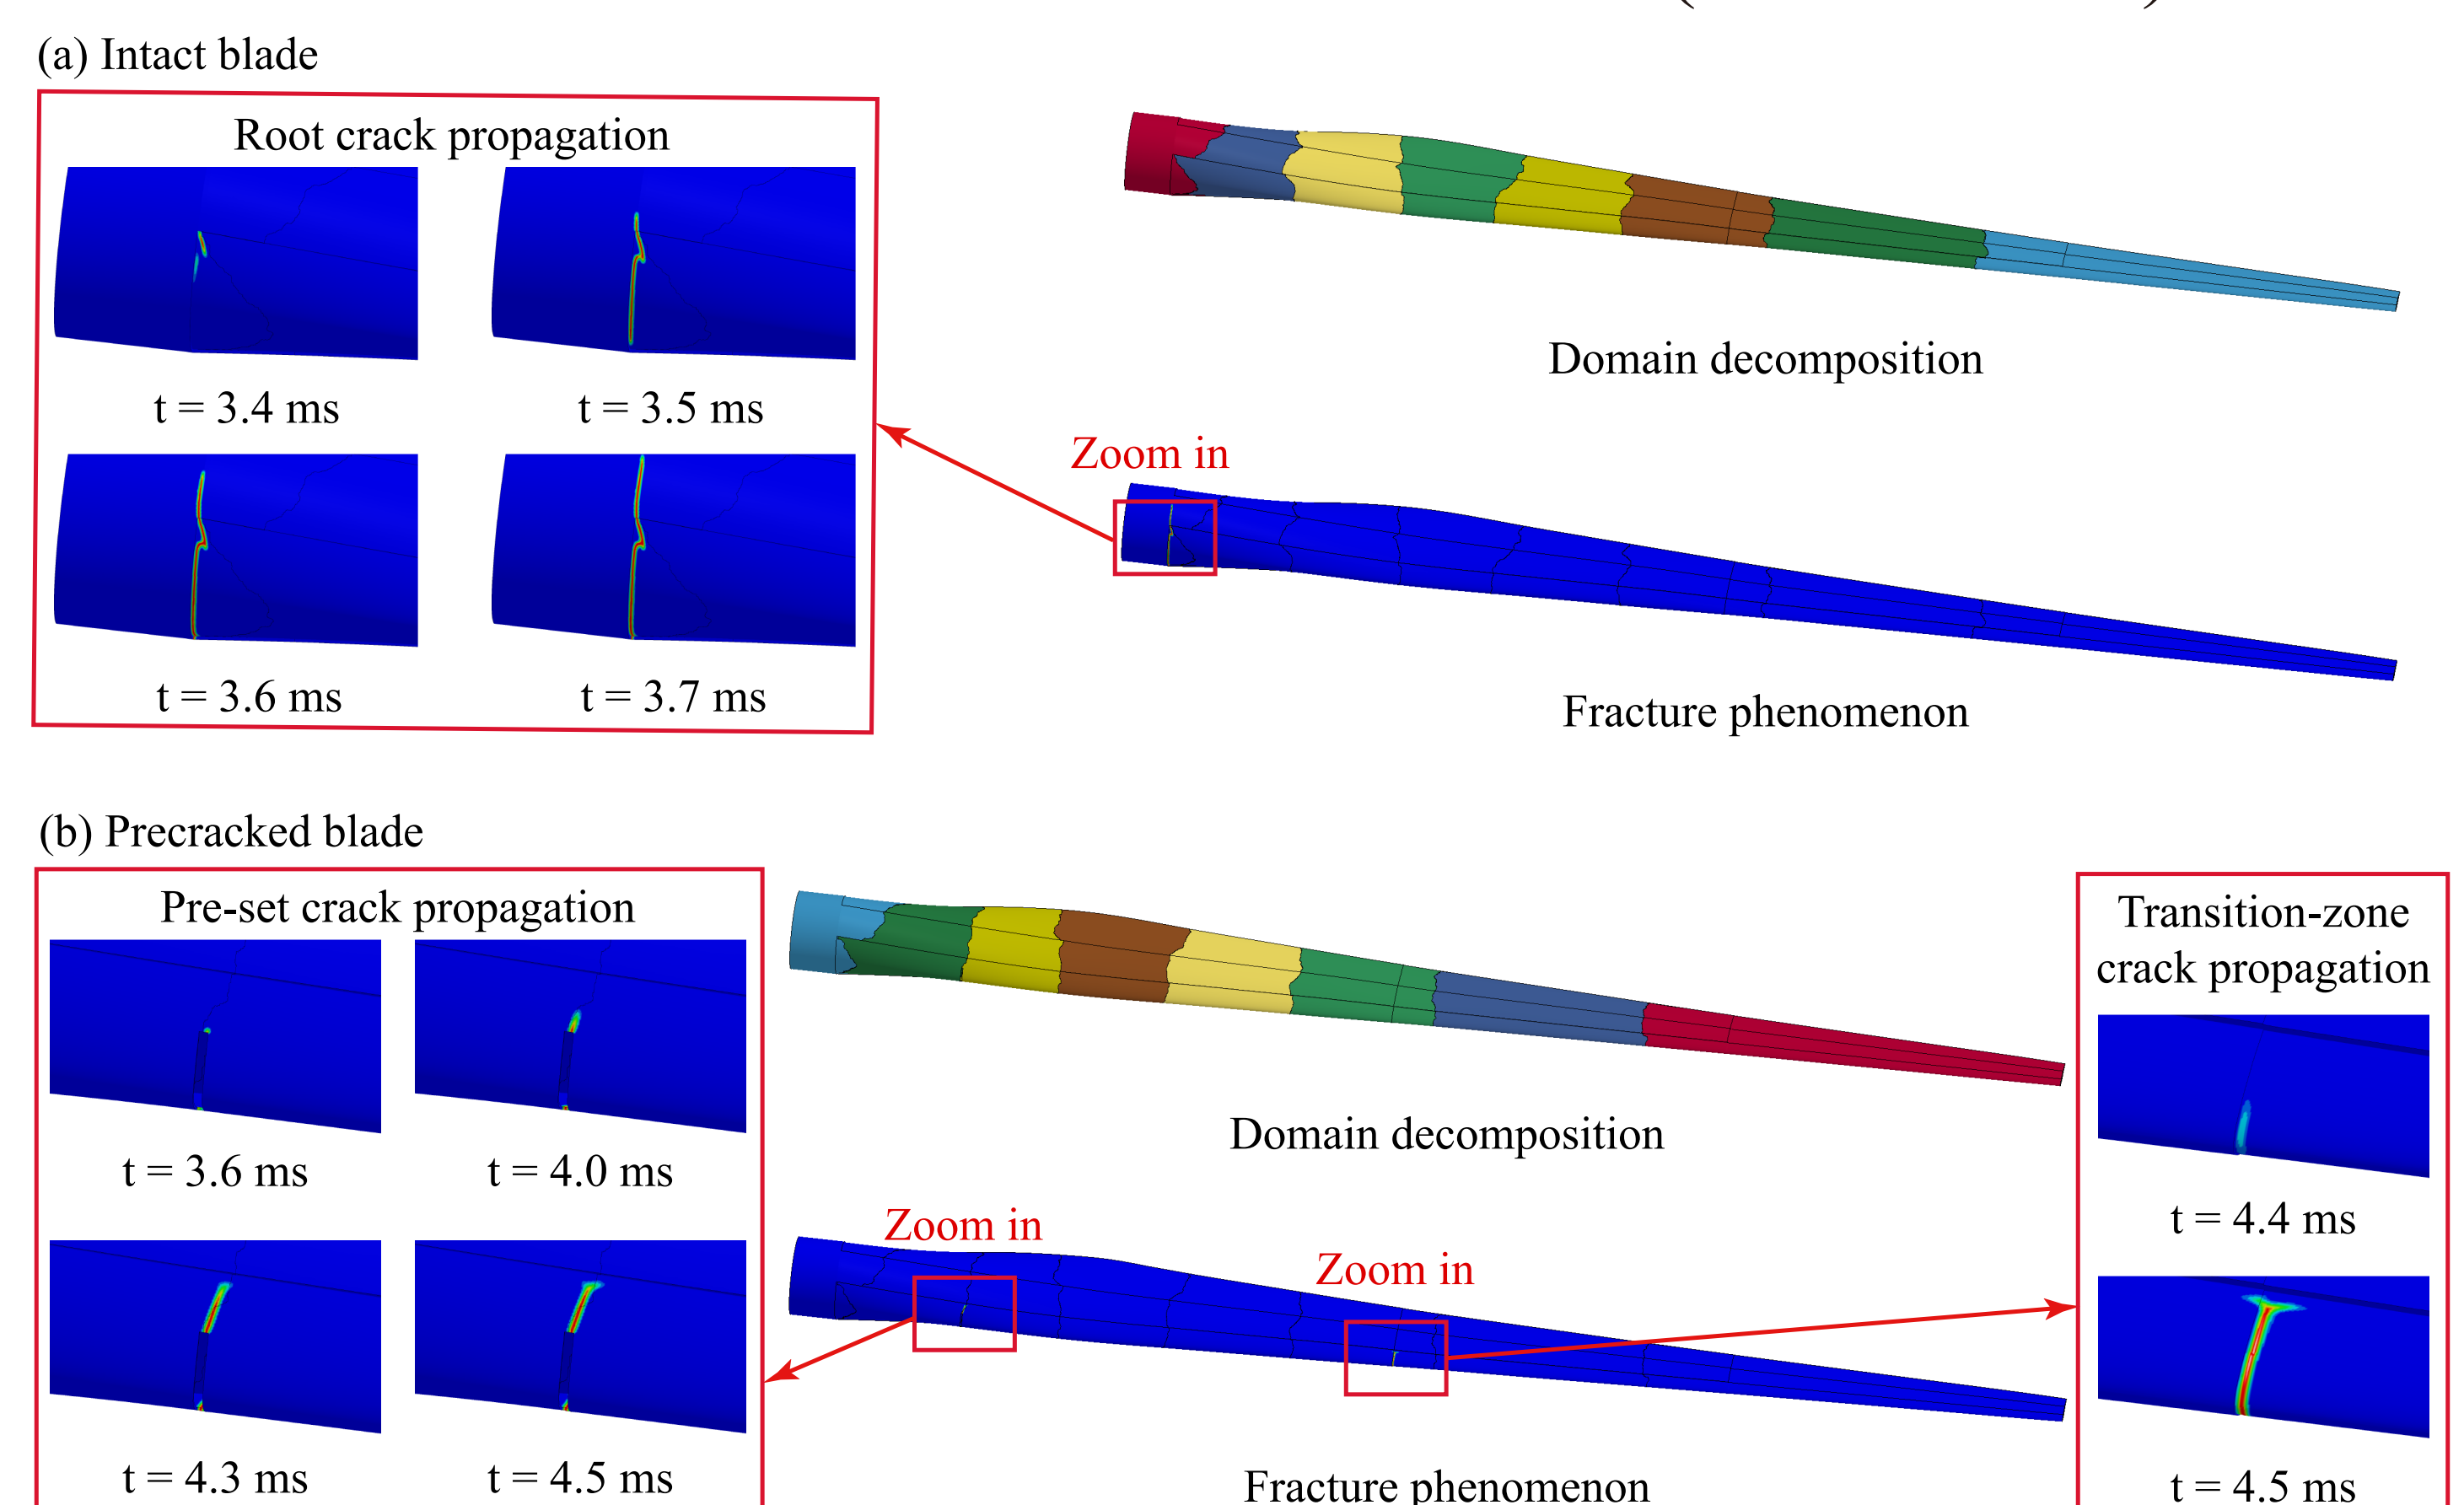 (a) Intact blade
Root crack propagation
t = 3.4 ms
t = 3.5 ms
t = 3.6 ms
t = 3.7 ms
Domain decomposition
Zoom in
Fracture phenomenon
(b) Precracked blade
Pre-set crack propagation
t = 3.6 ms
t = 4.0 ms
t = 4.3 ms
t = 4.5 ms
Domain decomposition
Zoom in
Zoom in
Fracture phenomenon
Transition-zone
crack propagation
t = 4.4 ms
t = 4.5 ms